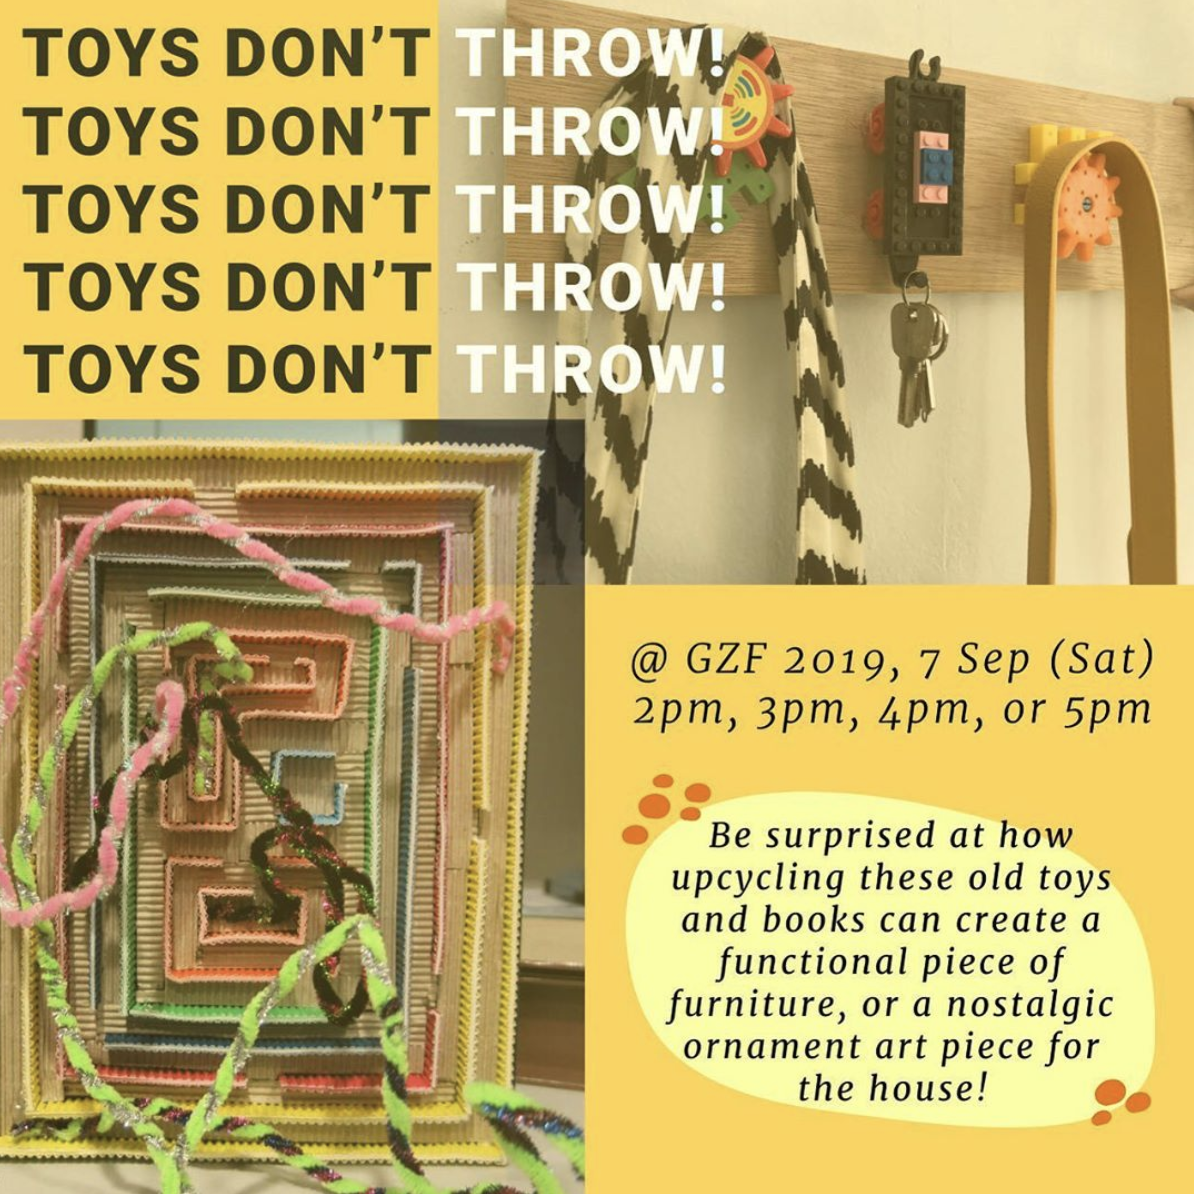 TOYS DON'T THROW!
TOYS DON'T THROW!
TOYS DON'T THROW!
TOYS DON'T THROW!
TOYS DON'T THROW!
@ GZF 2019, 7 Sep (Sat)
2pm, 3pm, 4pm, or 5pm
Be surprised at how
upcycling these old toys
and books can create a
functional piece of
furniture, or a nostalgic
ornament art piece for
the house!